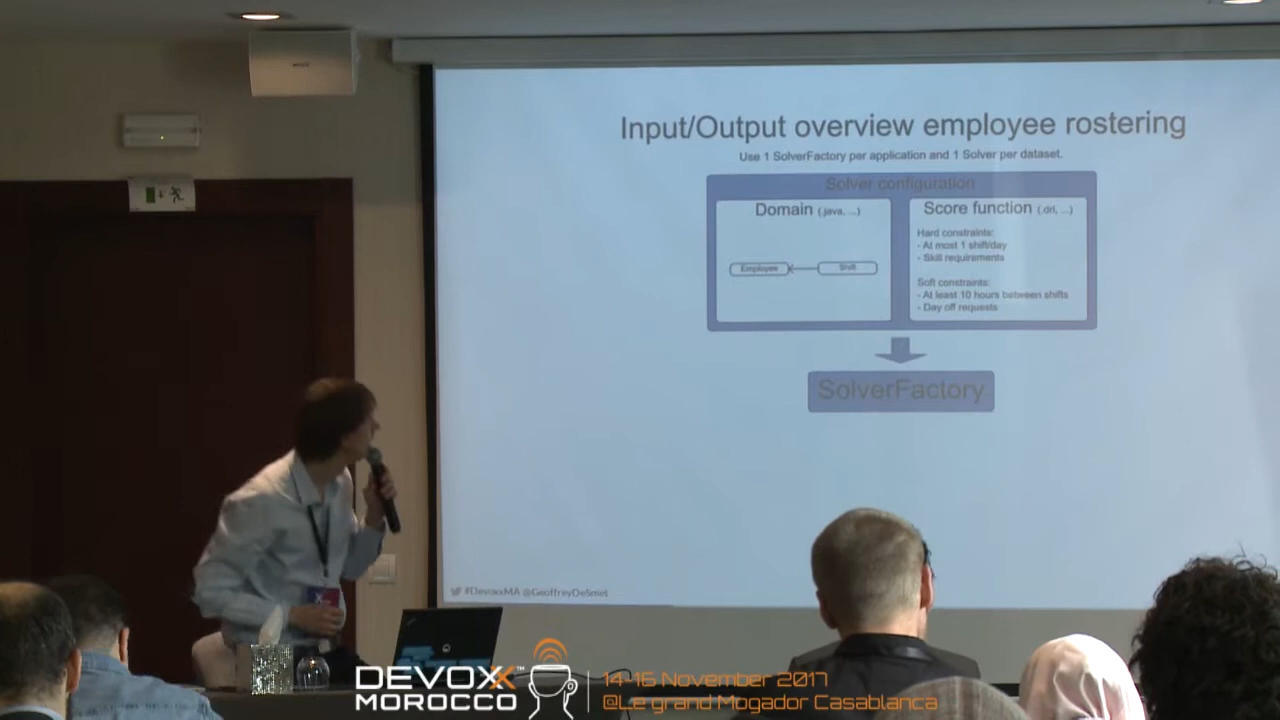 Input/Output overview employee rostering
Use 1 SolverFactory per application and 1 Solver per dataset.
Solver configuration
Domain (.java, ...)
Employee
Shift
Score function (.drl, ...)
Hard constraints:
- At most 1 shift/day
- Skill requirements
Soft constraints:
- At least 10 hours between shifts
- Day off requests
SolverFactory
#DevoxxMA @GeoffreyDeSmet
DEVOXX™
MOROCCO
14-16 November 2017
@Le grand Mogador Casablanca